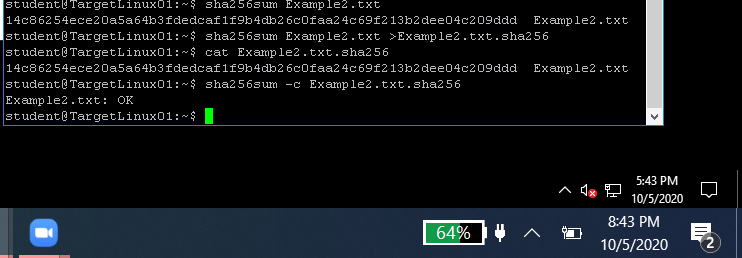 student@TargetLinux01:~$ sha256sum Example2.txt
14c86254ece20a5a64b3fdedcaf1f9b4db26c0faa24c69f213b2dee04c209ddd  Example2.txt
student@TargetLinux01:~$ sha256sum Example2.txt >Example2.txt.sha256
student@TargetLinux01:~$ cat Example2.txt.sha256
14c86254ece20a5a64b3fdedcaf1f9b4db26c0faa24c69f213b2dee04c209ddd  Example2.txt
student@TargetLinux01:~$ sha256sum -c Example2.txt.sha256
Example2.txt: OK
student@TargetLinux01:~$
5:43 PM
10/5/2020
64%
8:43 PM
10/5/2020
2